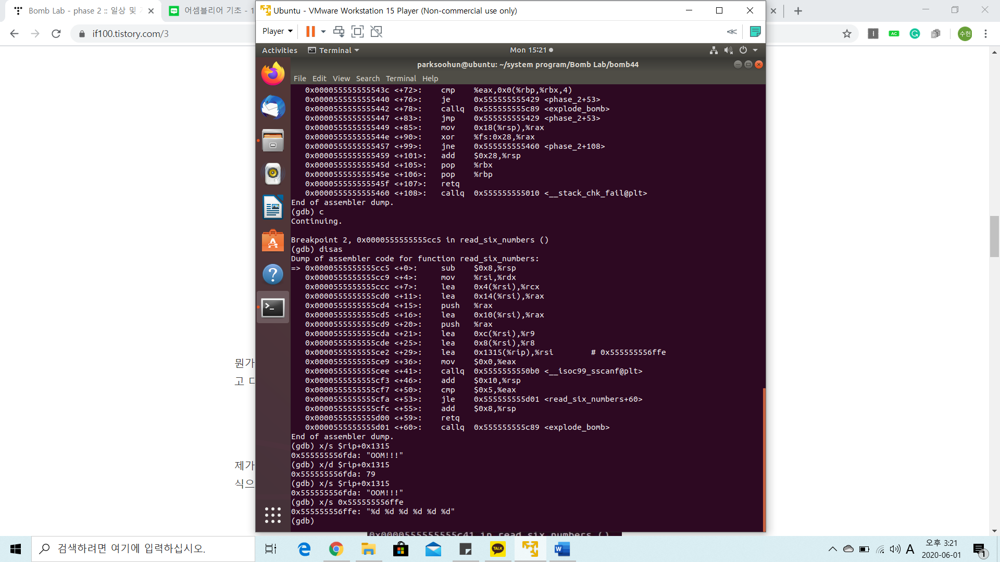 Bomb Lab - phase 2 :: 일상 및
어셈블리어 기초 - 1
Ubuntu - VMware Workstation 15 Player (Non-commercial use only)
if100.tistory.com/3
Player
AC
수헌
Activities
Terminal
Mon 15:21
parksoohun@ubuntu: ~/system program/Bomb Lab/bomb44
File Edit View Search Terminal Help
0x000055555555543c <+72>: cmp %eax,0x0(%rbp,%rbx,4)
0x0000555555555440 <+76>: je 0x555555555429 <phase_2+53>
0x0000555555555442 <+78>: callq 0x555555555c89 <explode_bomb>
0x0000555555555447 <+83>: jmp 0x555555555429 <phase_2+53>
0x0000555555555449 <+85>: mov 0x18(%rsp),%rax
0x000055555555544e <+90>: xor %fs:0x28,%rax
0x0000555555555457 <+99>: jne 0x555555555460 <phase_2+108>
0x0000555555555459 <+101>: add $0x28,%rsp
0x000055555555545d <+105>: pop %rbx
0x000055555555545e <+106>: pop %rbp
0x000055555555545f <+107>: retq
0x0000555555555460 <+108>: callq 0x555555555010 <__stack_chk_fail@plt>
End of assembler dump.
(gdb) c
Continuing.
Breakpoint 2, 0x0000555555555cc5 in read_six_numbers ()
(gdb) disas
Dump of assembler code for function read_six_numbers:
=> 0x0000555555555cc5 <+0>: sub $0x8,%rsp
0x0000555555555cc9 <+4>: mov %rsi,%rdx
0x0000555555555ccc <+7>: lea 0x4(%rsi),%rcx
0x0000555555555cd0 <+11>: lea 0x14(%rsi),%rax
0x0000555555555cd4 <+15>: push %rax
0x0000555555555cd5 <+16>: lea 0x10(%rsi),%rax
0x0000555555555cd9 <+20>: push %rax
0x0000555555555cda <+21>: lea 0xc(%rsi),%r9
0x0000555555555cde <+25>: lea 0x8(%rsi),%r8
0x0000555555555ce2 <+29>: lea 0x1315(%rip),%rsi # 0x555555556ffe
0x0000555555555ce9 <+36>: mov $0x0,%eax
0x0000555555555cee <+41>: callq 0x5555555550b0 <__isoc99_sscanf@plt>
0x0000555555555cf3 <+46>: add $0x10,%rsp
0x0000555555555cf7 <+50>: cmp $0x5,%eax
0x0000555555555cfa <+53>: jle 0x555555555d01 <read_six_numbers+60>
0x0000555555555cfc <+55>: add $0x8,%rsp
0x0000555555555d00 <+59>: retq
0x0000555555555d01 <+60>: callq 0x555555555c89 <explode_bomb>
End of assembler dump.
(gdb) x/s $rip+0x1315
0x555555556fda: "OOM!!!"
(gdb) x/d $rip+0x1315
0x555555556fda: 79
(gdb) x/s $rip+0x1315
0x555555556fda: "OOM!!!"
(gdb) x/s 0x555555556ffe
0x555555556ffe: "%d %d %d %d %d %d"
(gdb)
뭔가
고
제가
식으
0x0000555555555c41 in read_six_numbers ()
검색하려면 여기에 입력하십시오.
TALK
A
오후 3:21
2020-06-01
1